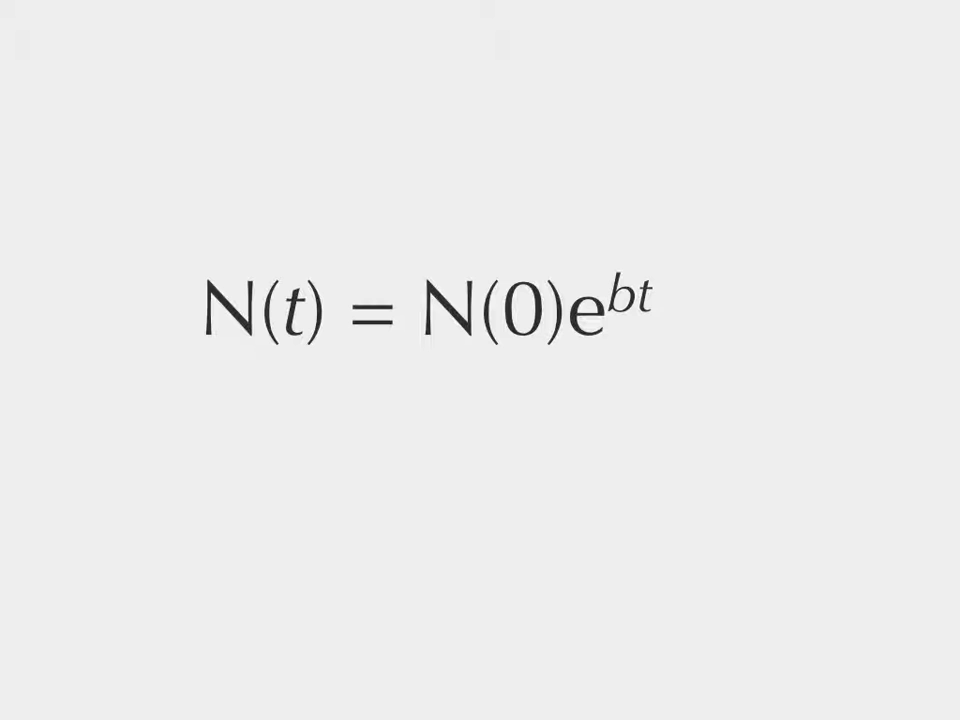 N(t) = N(0)e^{bt}